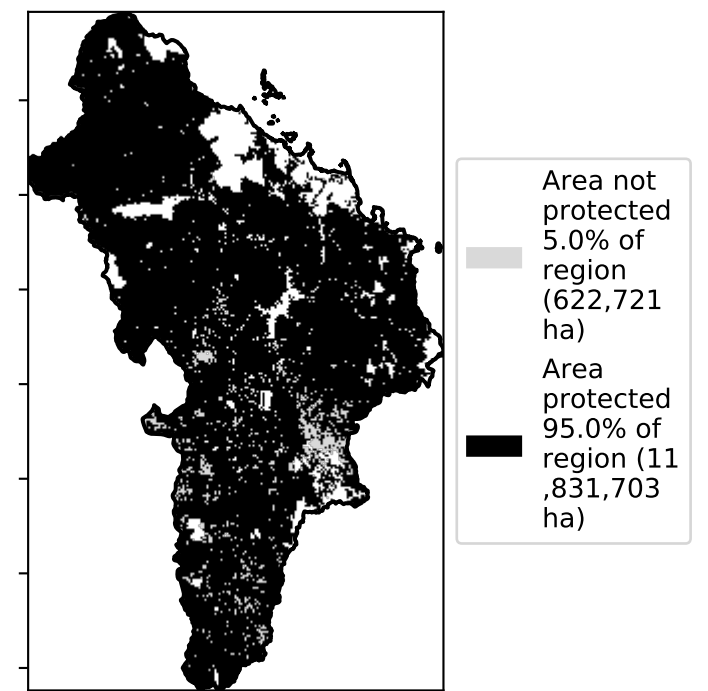 Area not
protected
5.0% of
region
(622,721
ha)
Area
protected
95.0% of
region (11
,831,703
ha)